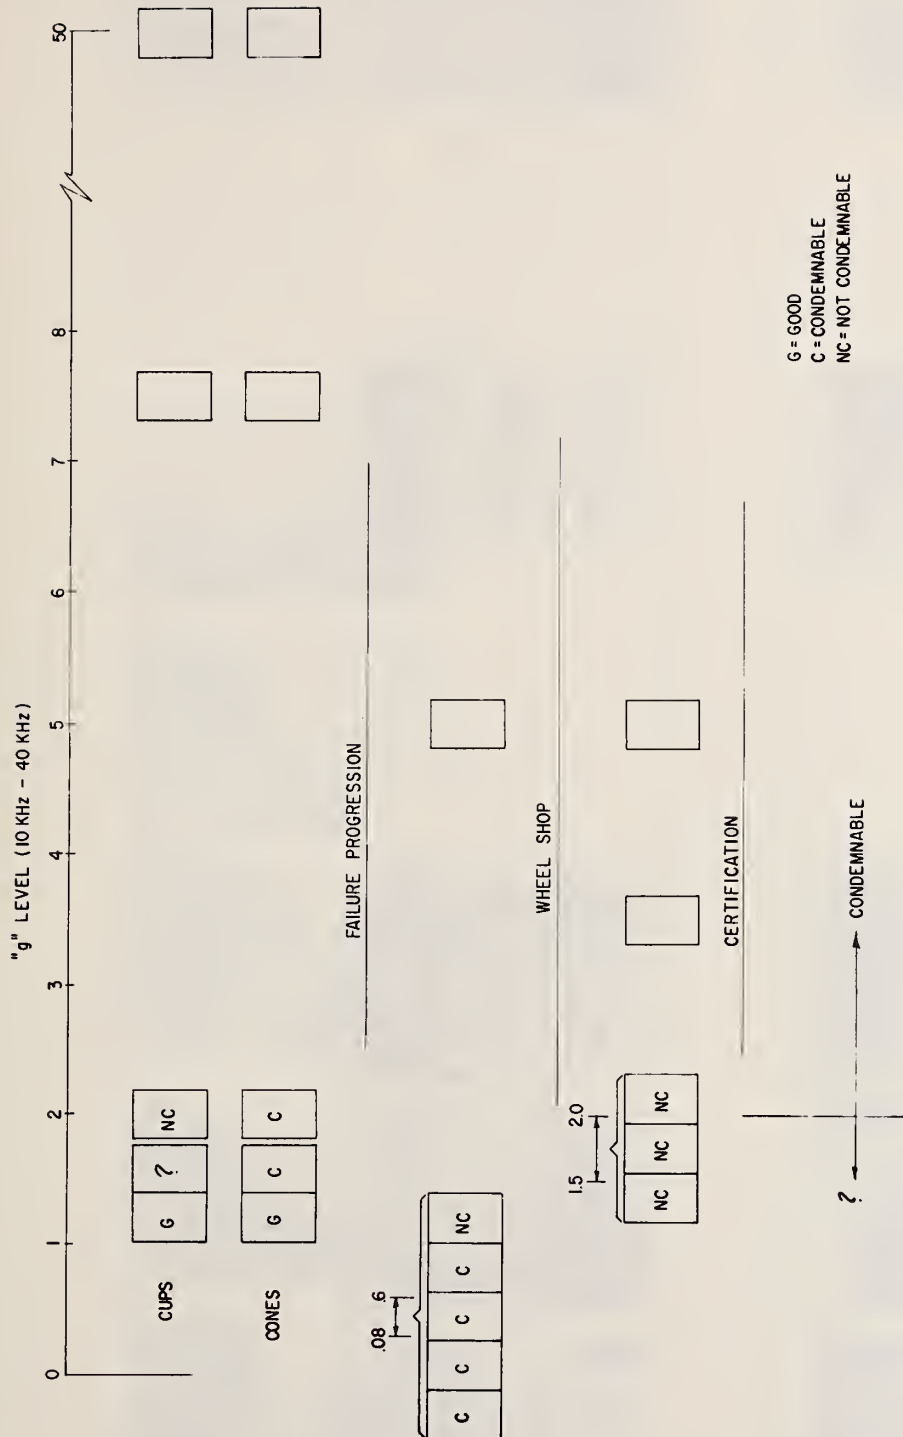 "g" LEVEL (10 KHz - 40 KHz)
0 1 2 3 4 5 6 7 8 50
CUPS G ? NC
CONES G C C
FAILURE PROGRESSION
.08 .6
C C C C NC
WHEEL SHOP
1.5 2.0
NC NC NC
CERTIFICATION
? CONDEMNABLE
G = GOOD
C = CONDEMNABLE
NC = NOT CONDEMNABLE